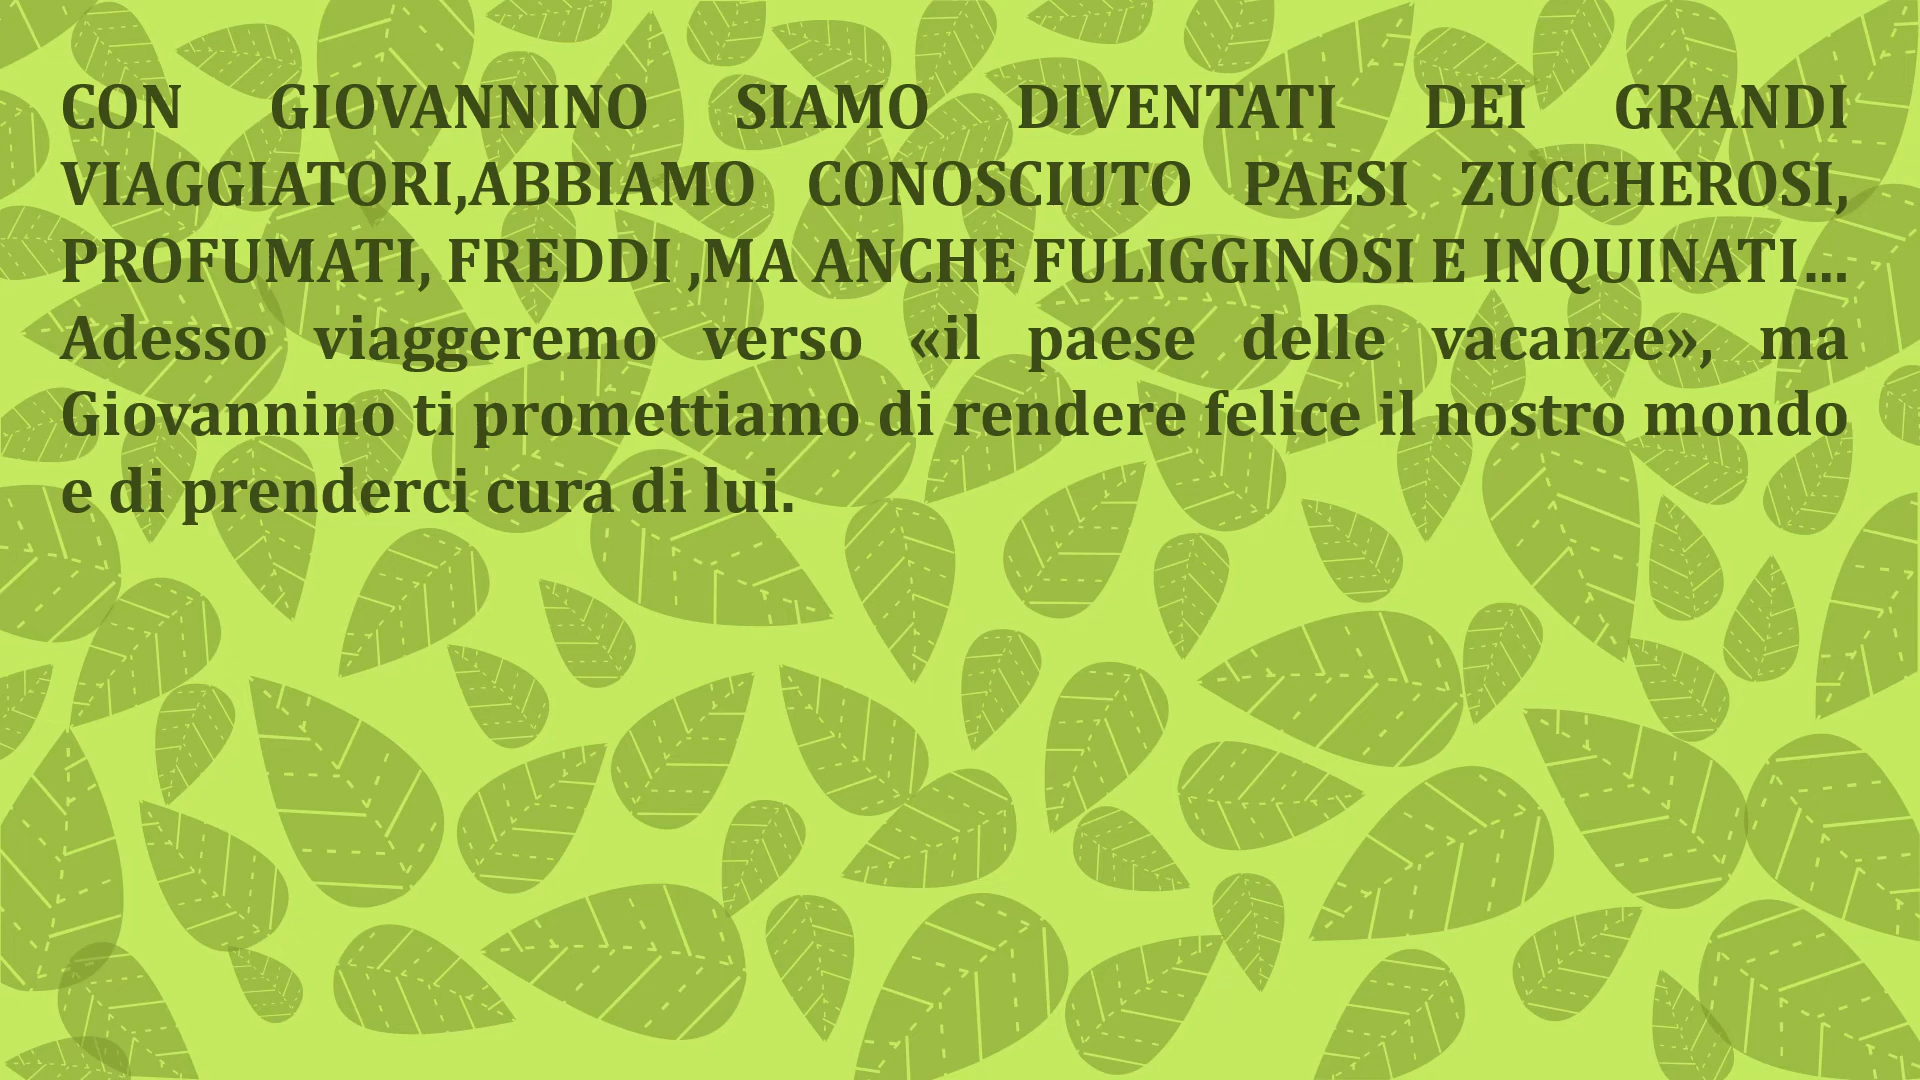 CON GIOVANNINO SIAMO DIVENTATI DEI GRANDI
VIAGGIATORI,ABBIAMO CONOSCIUTO PAESI ZUCCHEROSI,
PROFUMATI, FREDDI ,MA ANCHE FULIGGINOSI E INQUINATI…
Adesso viaggeremo verso «il paese delle vacanze», ma
Giovannino ti promettiamo di rendere felice il nostro mondo
e di prenderci cura di lui.